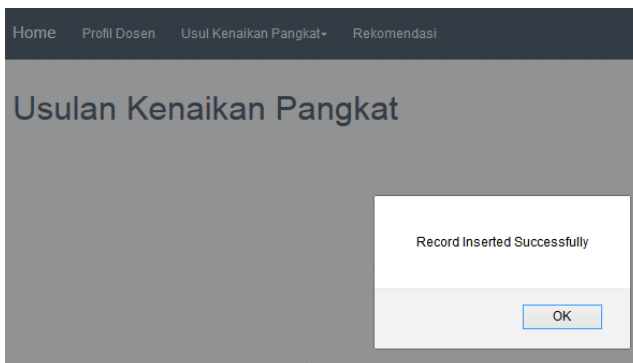 Home Profil Dosen Usul Kenaikan Pangkat Rekomendasi
Usulan Kenaikan Pangkat
Record Inserted Successfully
OK